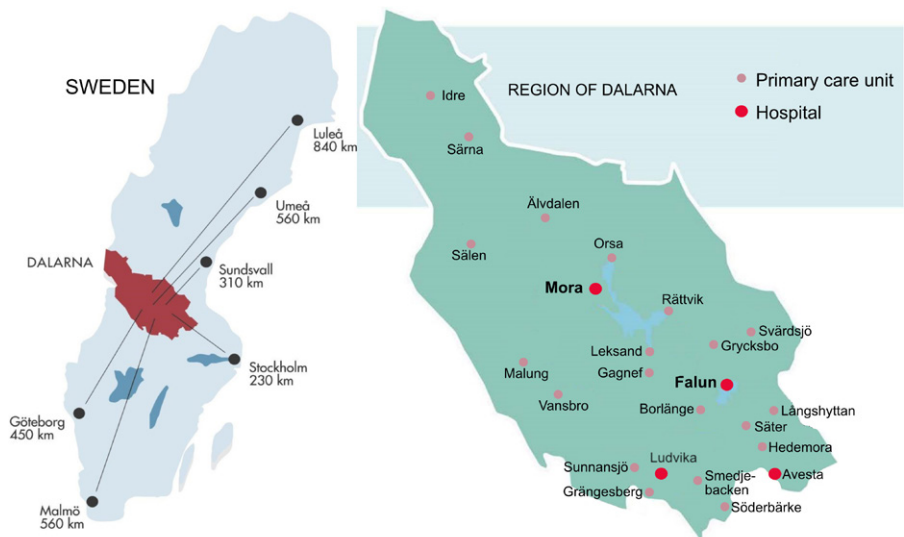 SWEDEN
Luleå
840 km
Umeå
560 km
DALARNA
Sundsvall
310 km
Stockholm
230 km
Göteborg
450 km
Malmö
560 km
REGION OF DALARNA
Primary care unit
Hospital
Idre
Särna
Älvdalen
Sälen
Orsa
Mora
Rättvik
Svärdsjö
Grycksbo
Leksand
Malung
Gagnef
Falun
Vansbro
Borlänge
Långshyttan
Säter
Hedemora
Ludvika
Sunnansjö
Smedje-
backen
Avesta
Grängesberg
Söderbärke